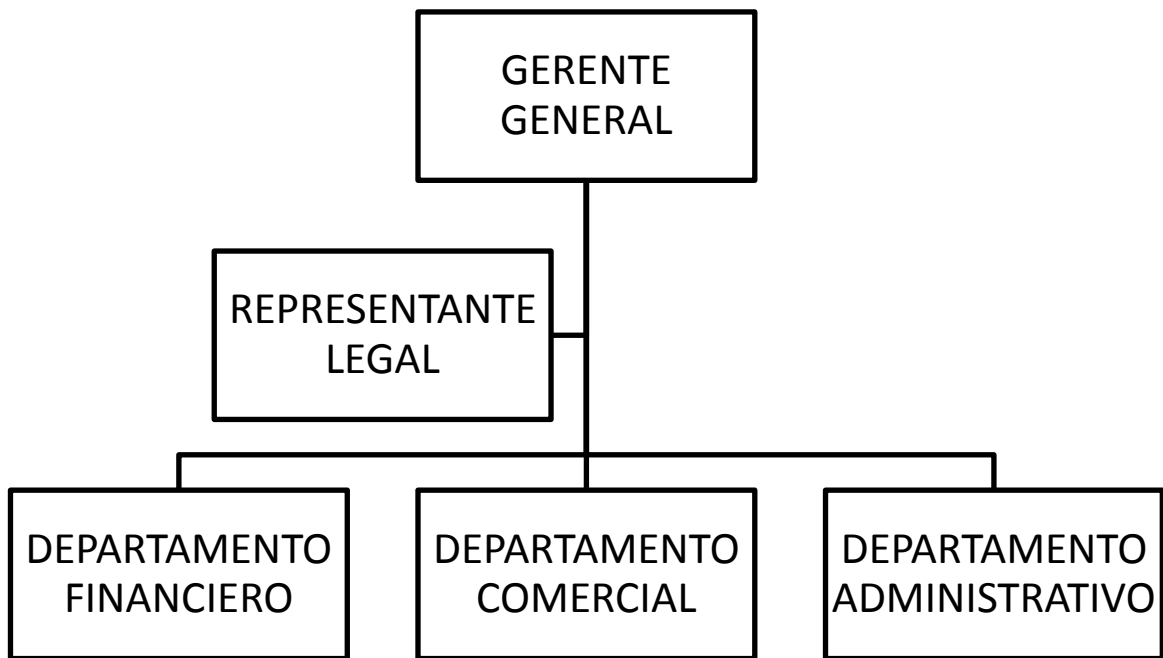 GERENTE
GENERAL
REPRESENTANTE
LEGAL
DEPARTAMENTO
FINANCIERO
DEPARTAMENTO
COMERCIAL
DEPARTAMENTO
ADMINISTRATIVO